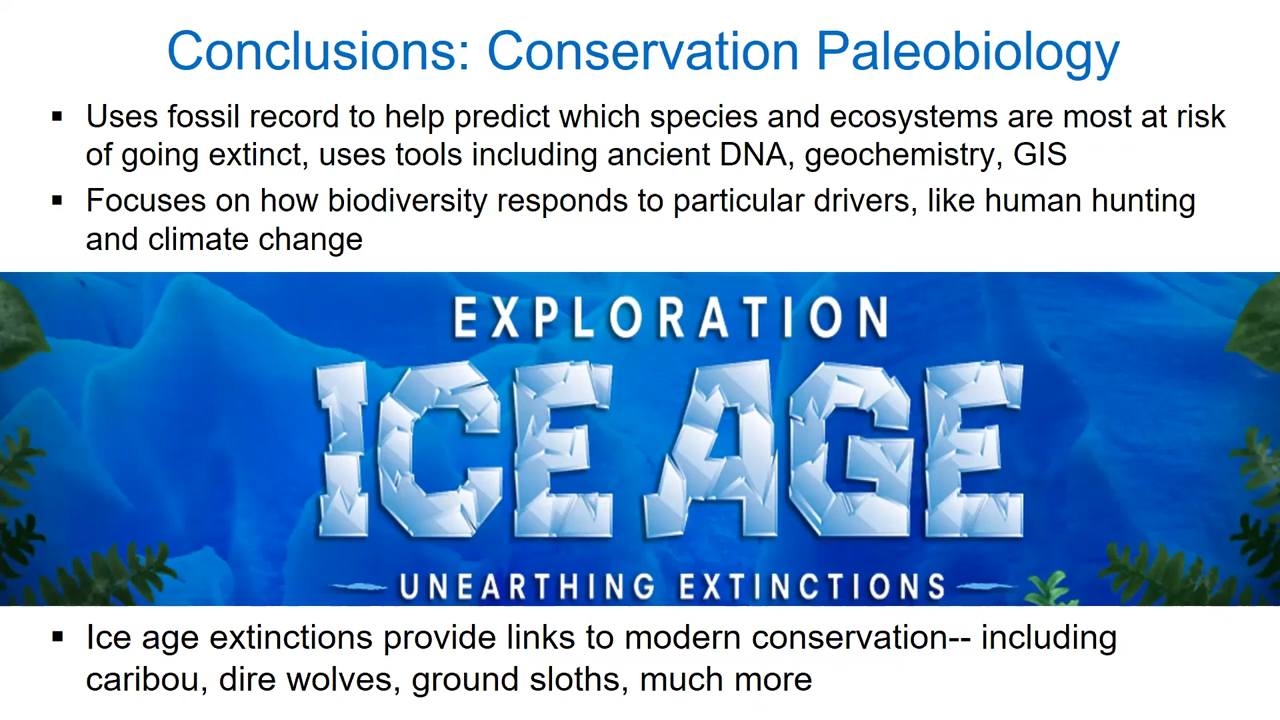 Conclusions: Conservation Paleobiology
▪ Uses fossil record to help predict which species and ecosystems are most at risk
of going extinct, uses tools including ancient DNA, geochemistry, GIS
▪ Focuses on how biodiversity responds to particular drivers, like human hunting
and climate change
EXPLORATION
ICE AGE
UNEARTHING EXTINCTIONS
▪ Ice age extinctions provide links to modern conservation-- including
caribou, dire wolves, ground sloths, much more